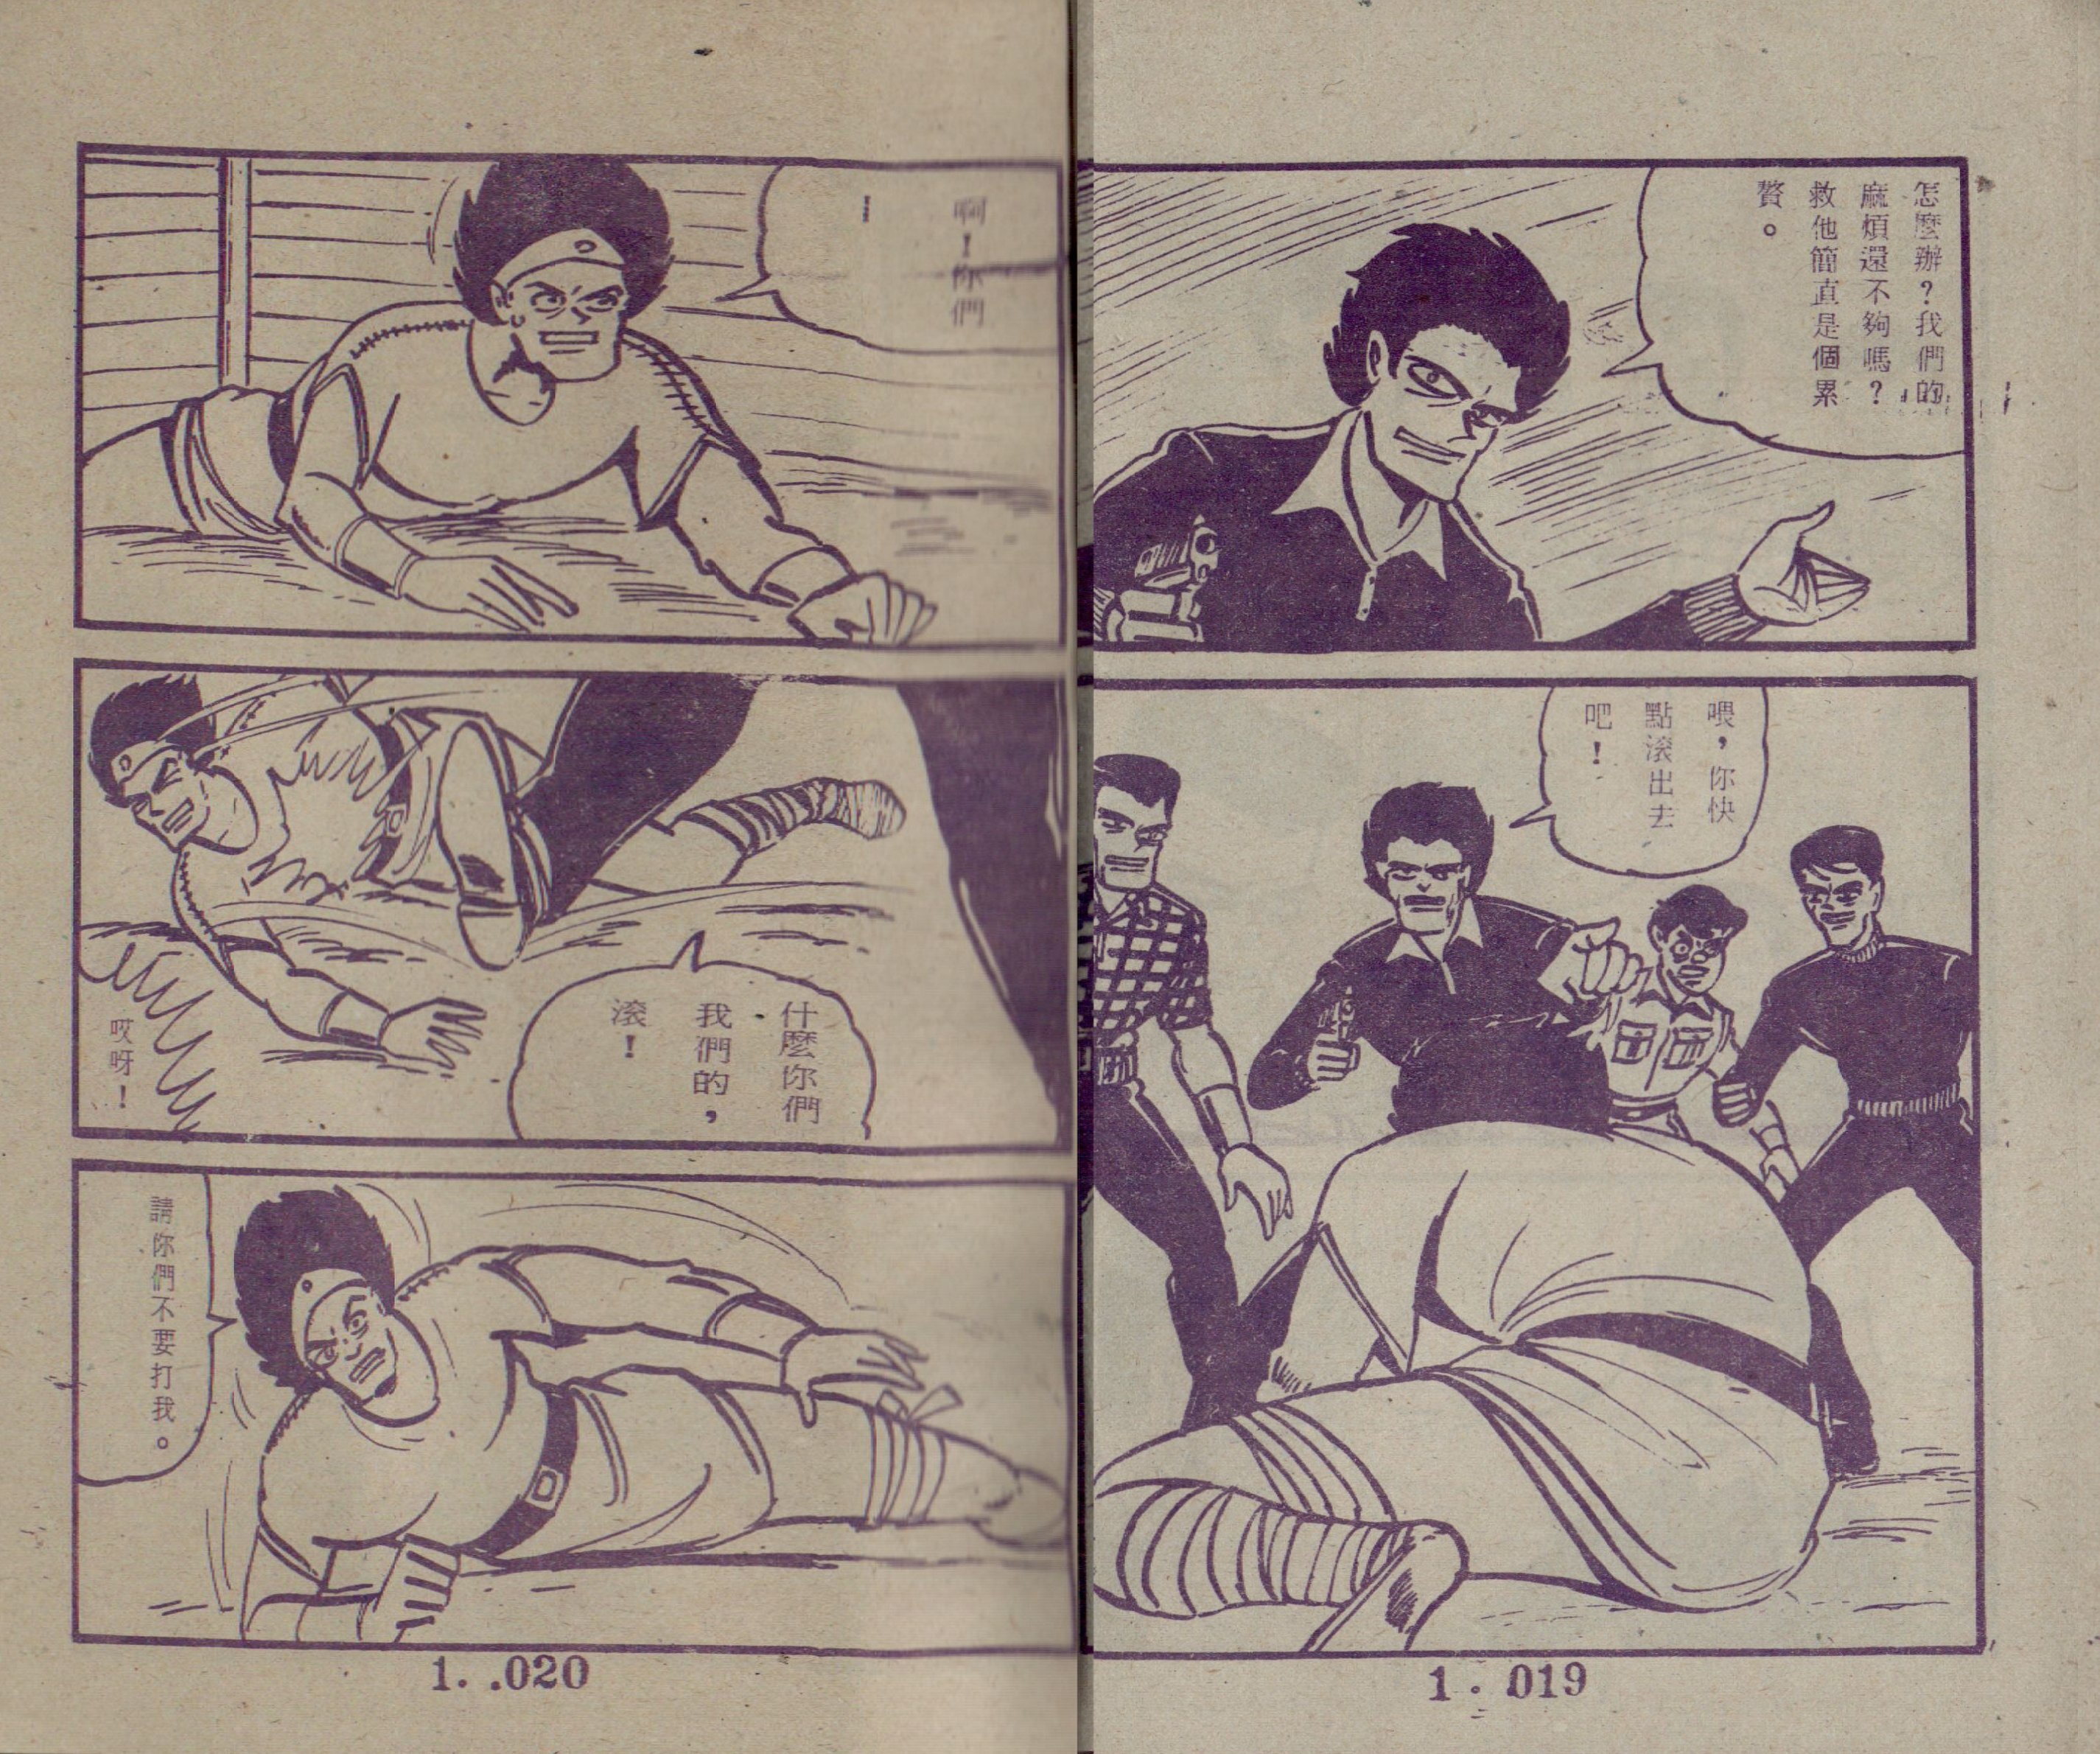 怎麼辦？我們的
麻煩還不夠嗎？
救他簡直是個累
贅。
喂，你快
點滾出去
吧！
1．019
啊！你們
┇
什麼你們
我們的，
滾！
哎呀！
請你們不要打我。
1．.020